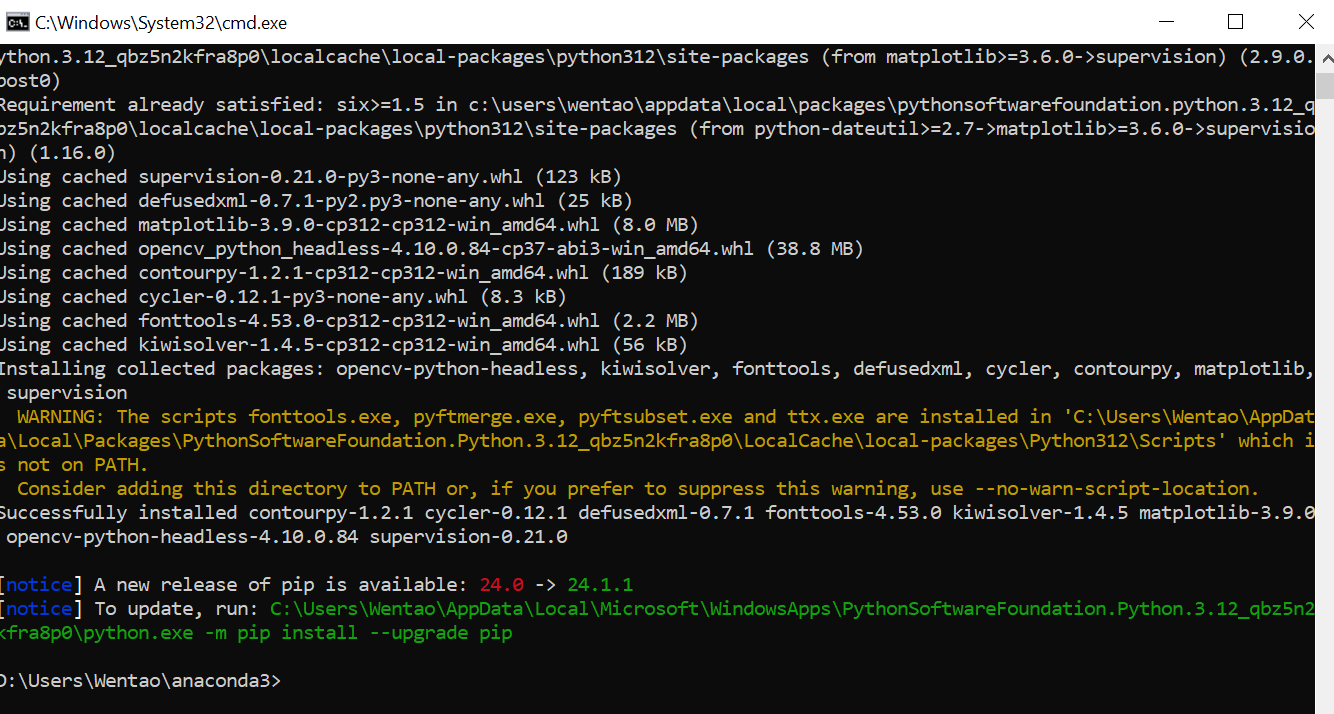 C:\Windows\System32\cmd.exe
ython.3.12_qbz5n2kfra8p0\localcache\local-packages\python312\site-packages (from matplotlib>=3.6.0->supervision) (2.9.0.
post0)
Requirement already satisfied: six>=1.5 in c:\users\wentao\appdata\local\packages\pythonsoftwarefoundation.python.3.12_q
bz5n2kfra8p0\localcache\local-packages\python312\site-packages (from python-dateutil>=2.7->matplotlib>=3.6.0->supervisio
n) (1.16.0)
Using cached supervision-0.21.0-py3-none-any.whl (123 kB)
Using cached defusedxml-0.7.1-py2.py3-none-any.whl (25 kB)
Using cached matplotlib-3.9.0-cp312-cp312-win_amd64.whl (8.0 MB)
Using cached opencv_python_headless-4.10.0.84-cp37-abi3-win_amd64.whl (38.8 MB)
Using cached contourpy-1.2.1-cp312-cp312-win_amd64.whl (189 kB)
Using cached cycler-0.12.1-py3-none-any.whl (8.3 kB)
Using cached fonttools-4.53.0-cp312-cp312-win_amd64.whl (2.2 MB)
Using cached kiwisolver-1.4.5-cp312-cp312-win_amd64.whl (56 kB)
Installing collected packages: opencv-python-headless, kiwisolver, fonttools, defusedxml, cycler, contourpy, matplotlib,
supervision
WARNING: The scripts fonttools.exe, pyftmerge.exe, pyftsubset.exe and ttx.exe are installed in 'C:\Users\Wentao\AppDat
a\Local\Packages\PythonSoftwareFoundation.Python.3.12_qbz5n2kfra8p0\LocalCache\local-packages\Python312\Scripts' which i
s not on PATH.
Consider adding this directory to PATH or, if you prefer to suppress this warning, use --no-warn-script-location.
Successfully installed contourpy-1.2.1 cycler-0.12.1 defusedxml-0.7.1 fonttools-4.53.0 kiwisolver-1.4.5 matplotlib-3.9.0
opencv-python-headless-4.10.0.84 supervision-0.21.0
[notice] A new release of pip is available: 24.0 -> 24.1.1
[notice] To update, run: C:\Users\Wentao\AppData\Local\Microsoft\WindowsApps\PythonSoftwareFoundation.Python.3.12_qbz5n2
kfra8p0\python.exe -m pip install --upgrade pip
D:\Users\Wentao\anaconda3>